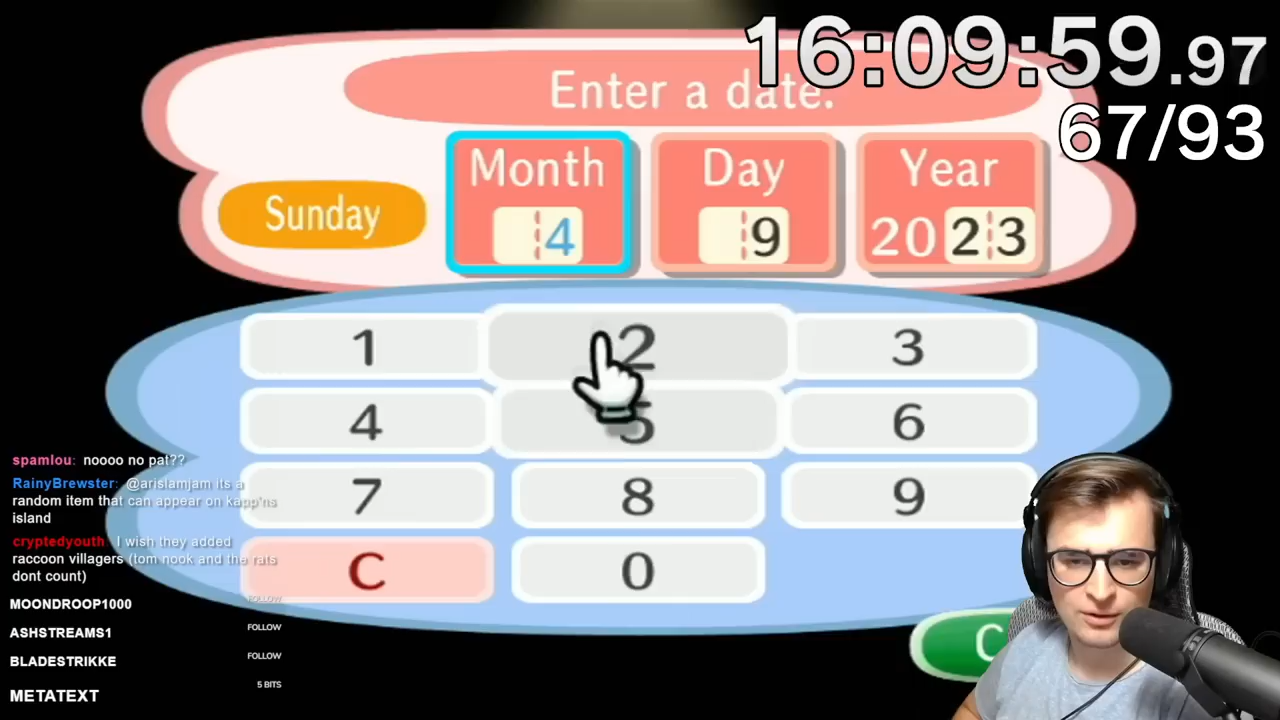 16:09:59.97
67/93
Enter a date.
Sunday
Month
4
Day
9
Year
2023
1 2 3
4 5 6
7 8 9
C 0
C
spamlou: noooo no pat??
RainyBrewster: @arislamjam its a
random item that can appear on kapp'ns
island
cryptedyouth: I wish they added
raccoon villagers (tom nook and the rats
dont count)
FOLLOW
MOONDROOP1000
FOLLOW
ASHSTREAMS1
FOLLOW
BLADESTRIKKE
5 BITS
METATEXT